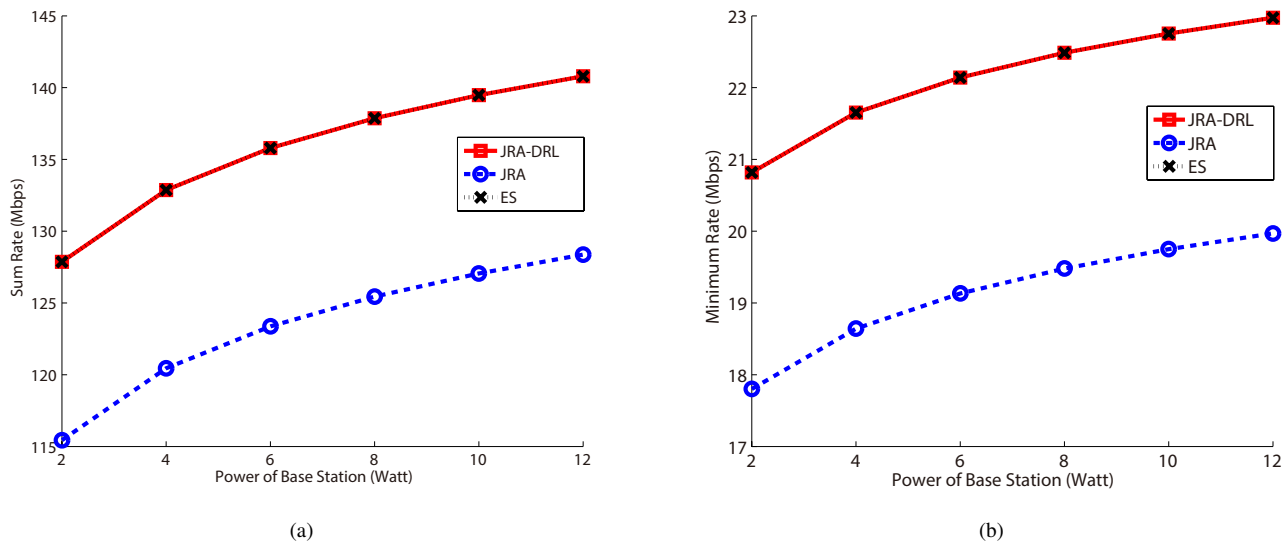 145
140
135
130
125
120
115
Sum Rate (Mbps)
2 4 6 8 10 12
Power of Base Station (Watt)
JRA-DRL
JRA
ES
(a)
23
22
21
20
19
18
17
Minimum Rate (Mbps)
2 4 6 8 10 12
Power of Base Station (Watt)
JRA-DRL
JRA
ES
(b)